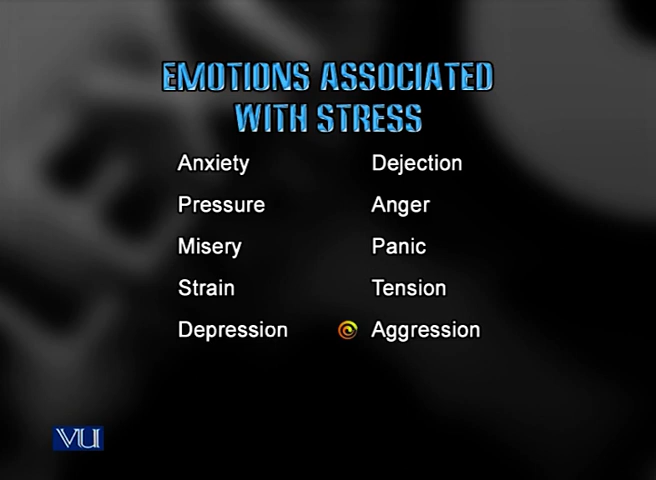 EMOTIONS ASSOCIATED
WITH STRESS
Anxiety
Pressure
Misery
Strain
Depression
Dejection
Anger
Panic
Tension
Aggression
VU